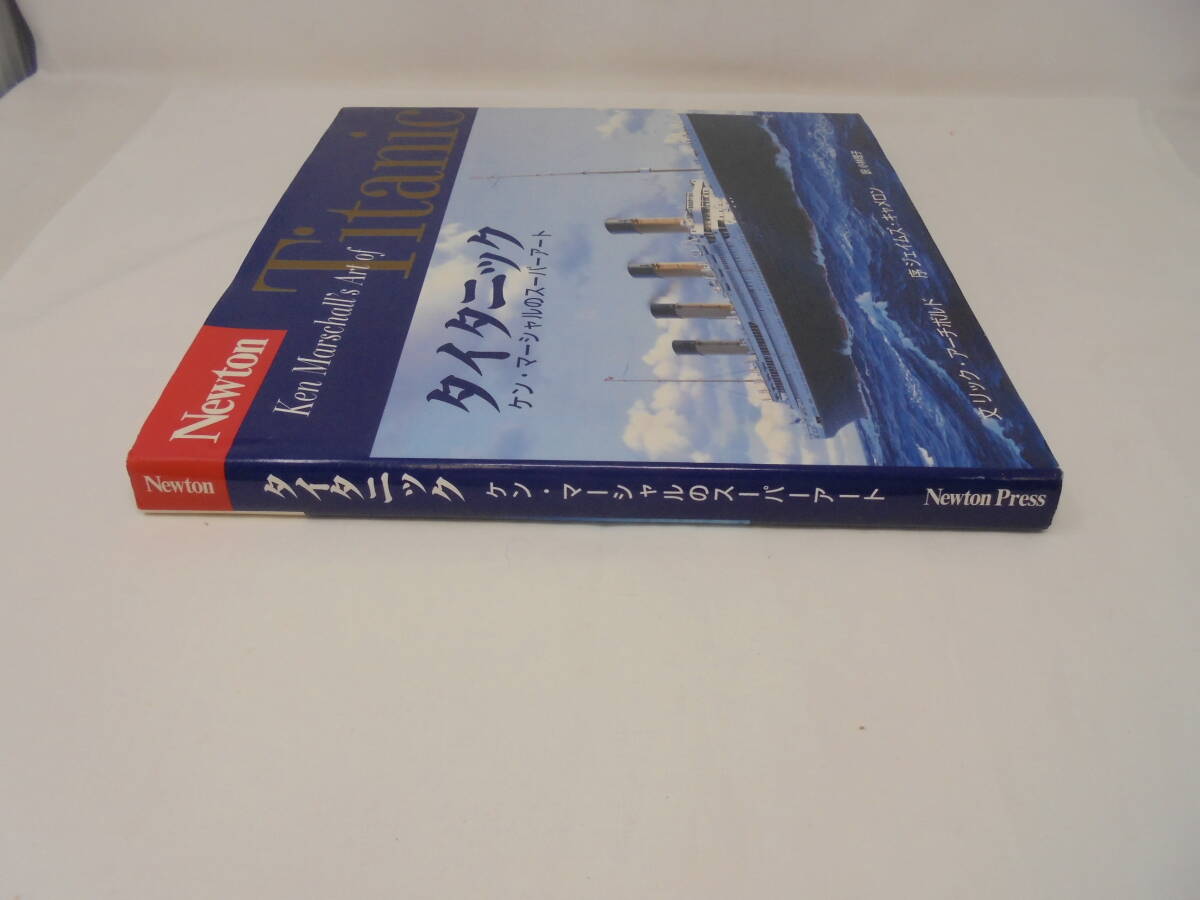 Newton
Ken Marschall's Art of
Titanic
タイタニック
ケン・マーシャルのスーパーアート
文 リック・アーチボルド
序 ジェイムズ・キャメロン
Newton
タイタニック
ケン・マーシャルのスーパーアート
Newton Press